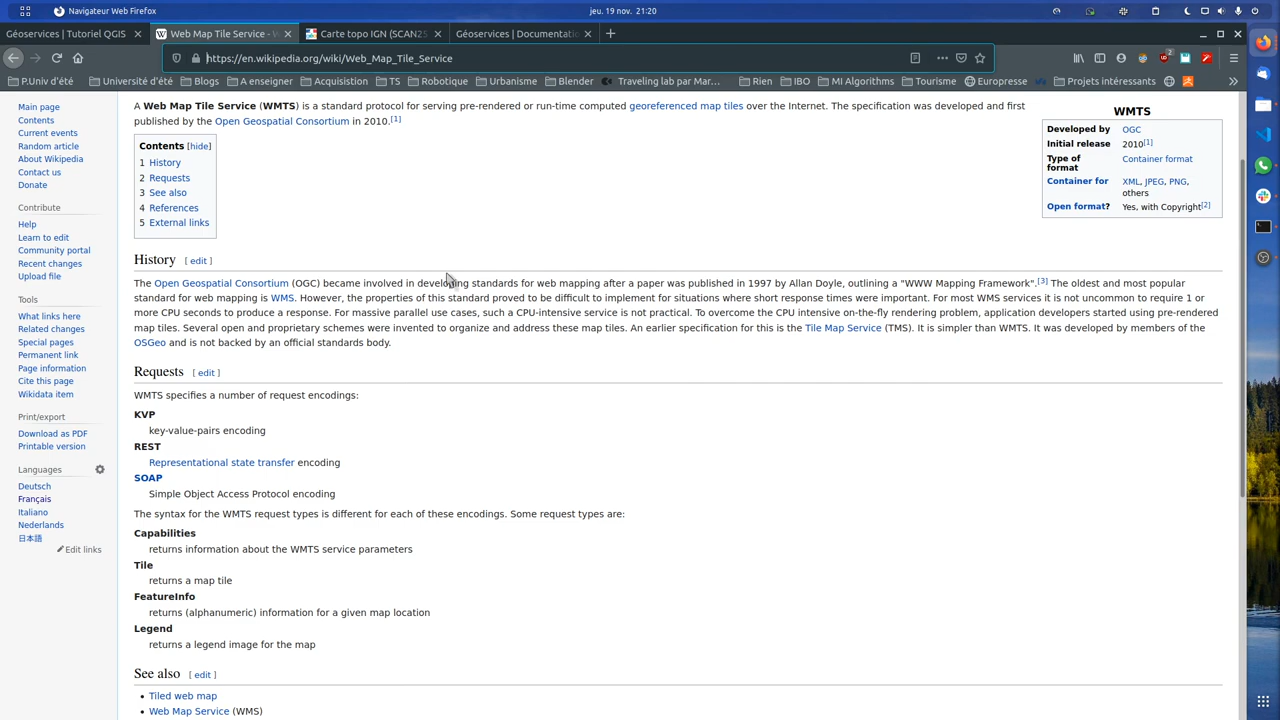 Navigateur Web Firefox
jeu. 19 nov. 21:20
Géoservices | Tutoriel QGIS
Web Map Tile Service - W
Carte topo IGN (SCAN25
Géoservices | Documentati
https://en.wikipedia.org/wiki/Web_Map_Tile_Service
P.Univ d'été
Université d'été
Blogs
A enseigner
Acquisistion
TS
Robotique
Urbanisme
Blender
Traveling lab par Mar…
Rien
IBO
MI Algorithms
Tourisme
Europresse
Projets intéressants
Main page
Contents
Current events
Random article
About Wikipedia
Contact us
Donate
Contribute
Help
Learn to edit
Community portal
Recent changes
Upload file
Tools
What links here
Related changes
Special pages
Permanent link
Page information
Cite this page
Wikidata item
Print/export
Download as PDF
Printable version
Languages
Deutsch
Français
Italiano
Nederlands
日本語
Edit links
A Web Map Tile Service (WMTS) is a standard protocol for serving pre-rendered or run-time computed georeferenced map tiles over the Internet. The specification was developed and first
published by the Open Geospatial Consortium in 2010.[1]
Contents [hide]
1 History
2 Requests
3 See also
4 References
5 External links
WMTS
Developed by OGC
Initial release 2010[1]
Type of format Container format
Container for XML, JPEG, PNG, others
Open format? Yes, with Copyright[2]
History [ edit ]
The Open Geospatial Consortium (OGC) became involved in developing standards for web mapping after a paper was published in 1997 by Allan Doyle, outlining a "WWW Mapping Framework".[3] The oldest and most popular
standard for web mapping is WMS. However, the properties of this standard proved to be difficult to implement for situations where short response times were important. For most WMS services it is not uncommon to require 1 or
more CPU seconds to produce a response. For massive parallel use cases, such a CPU-intensive service is not practical. To overcome the CPU intensive on-the-fly rendering problem, application developers started using pre-rendered
map tiles. Several open and proprietary schemes were invented to organize and address these map tiles. An earlier specification for this is the Tile Map Service (TMS). It is simpler than WMTS. It was developed by members of the
OSGeo and is not backed by an official standards body.
Requests [ edit ]
WMTS specifies a number of request encodings:
KVP
key-value-pairs encoding
REST
Representational state transfer encoding
SOAP
Simple Object Access Protocol encoding
The syntax for the WMTS request types is different for each of these encodings. Some request types are:
Capabilities
returns information about the WMTS service parameters
Tile
returns a map tile
FeatureInfo
returns (alphanumeric) information for a given map location
Legend
returns a legend image for the map
See also [ edit ]
• Tiled web map
• Web Map Service (WMS)